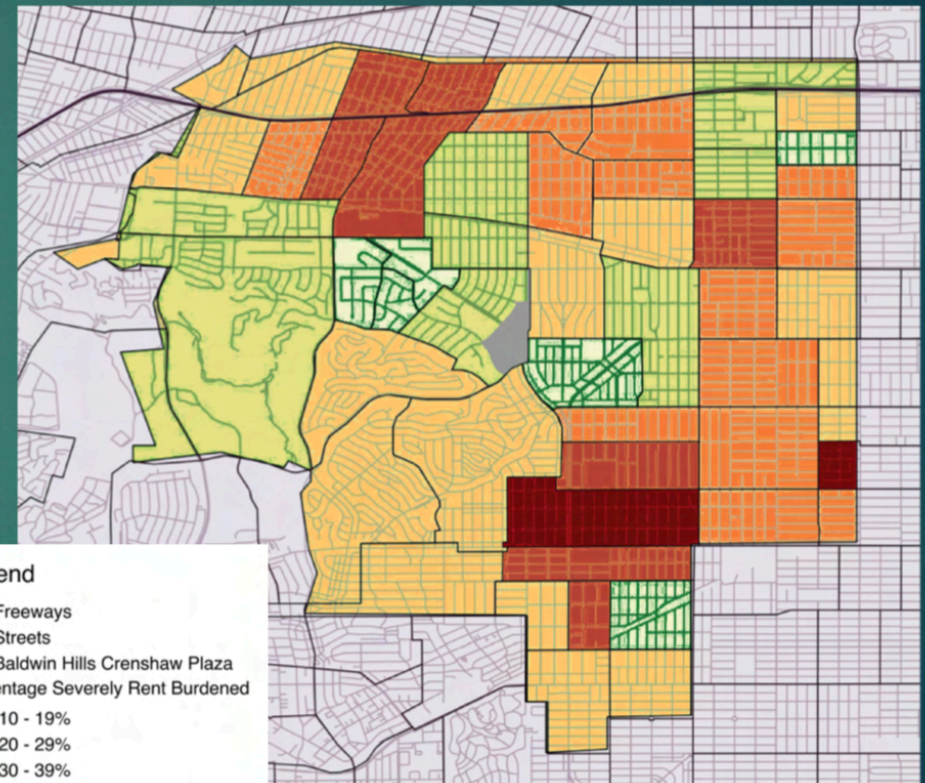 end
Freeways
Streets
Baldwin Hills Crenshaw Plaza
entage Severely Rent Burdened
10 - 19%
20 - 29%
30 - 39%